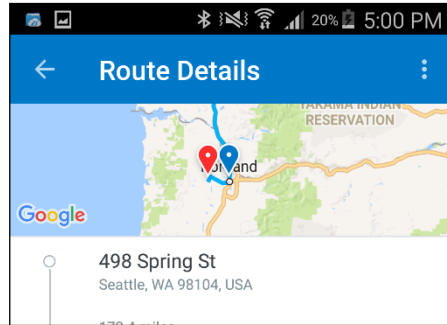 20% 5:00 PM
Route Details
YAKAMA INDIAN
RESERVATION
Google
498 Spring St
Seattle, WA 98104, USA